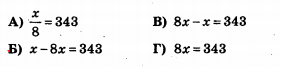 А) x/8 = 343
В) 8x − x = 343
Б) x − 8x = 343
Г) 8x = 343